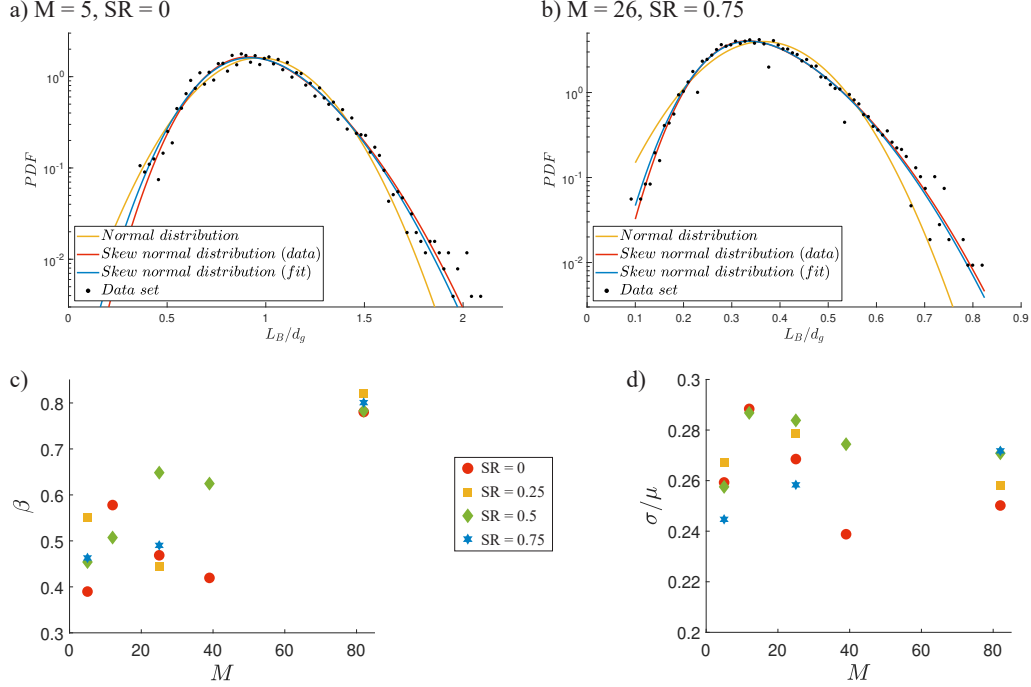 a) M = 5, SR = 0
10^0
10^-1
10^-2
PDF
Normal distribution
Skew normal distribution (data)
Skew normal distribution (fit)
Data set
0 0.5 1 1.5 2
L_B/d_g
b) M = 26, SR = 0.75
10^0
10^-1
10^-2
PDF
Normal distribution
Skew normal distribution (data)
Skew normal distribution (fit)
Data set
0 0.1 0.2 0.3 0.4 0.5 0.6 0.7 0.8 0.9
L_B/d_g
c)
0.8
0.7
0.6
0.5
0.4
0.3
β
0 20 40 60 80
M
SR = 0
SR = 0.25
SR = 0.5
SR = 0.75
d)
0.3
0.28
0.26
0.24
0.22
0.2
σ/μ
0 20 40 60 80
M